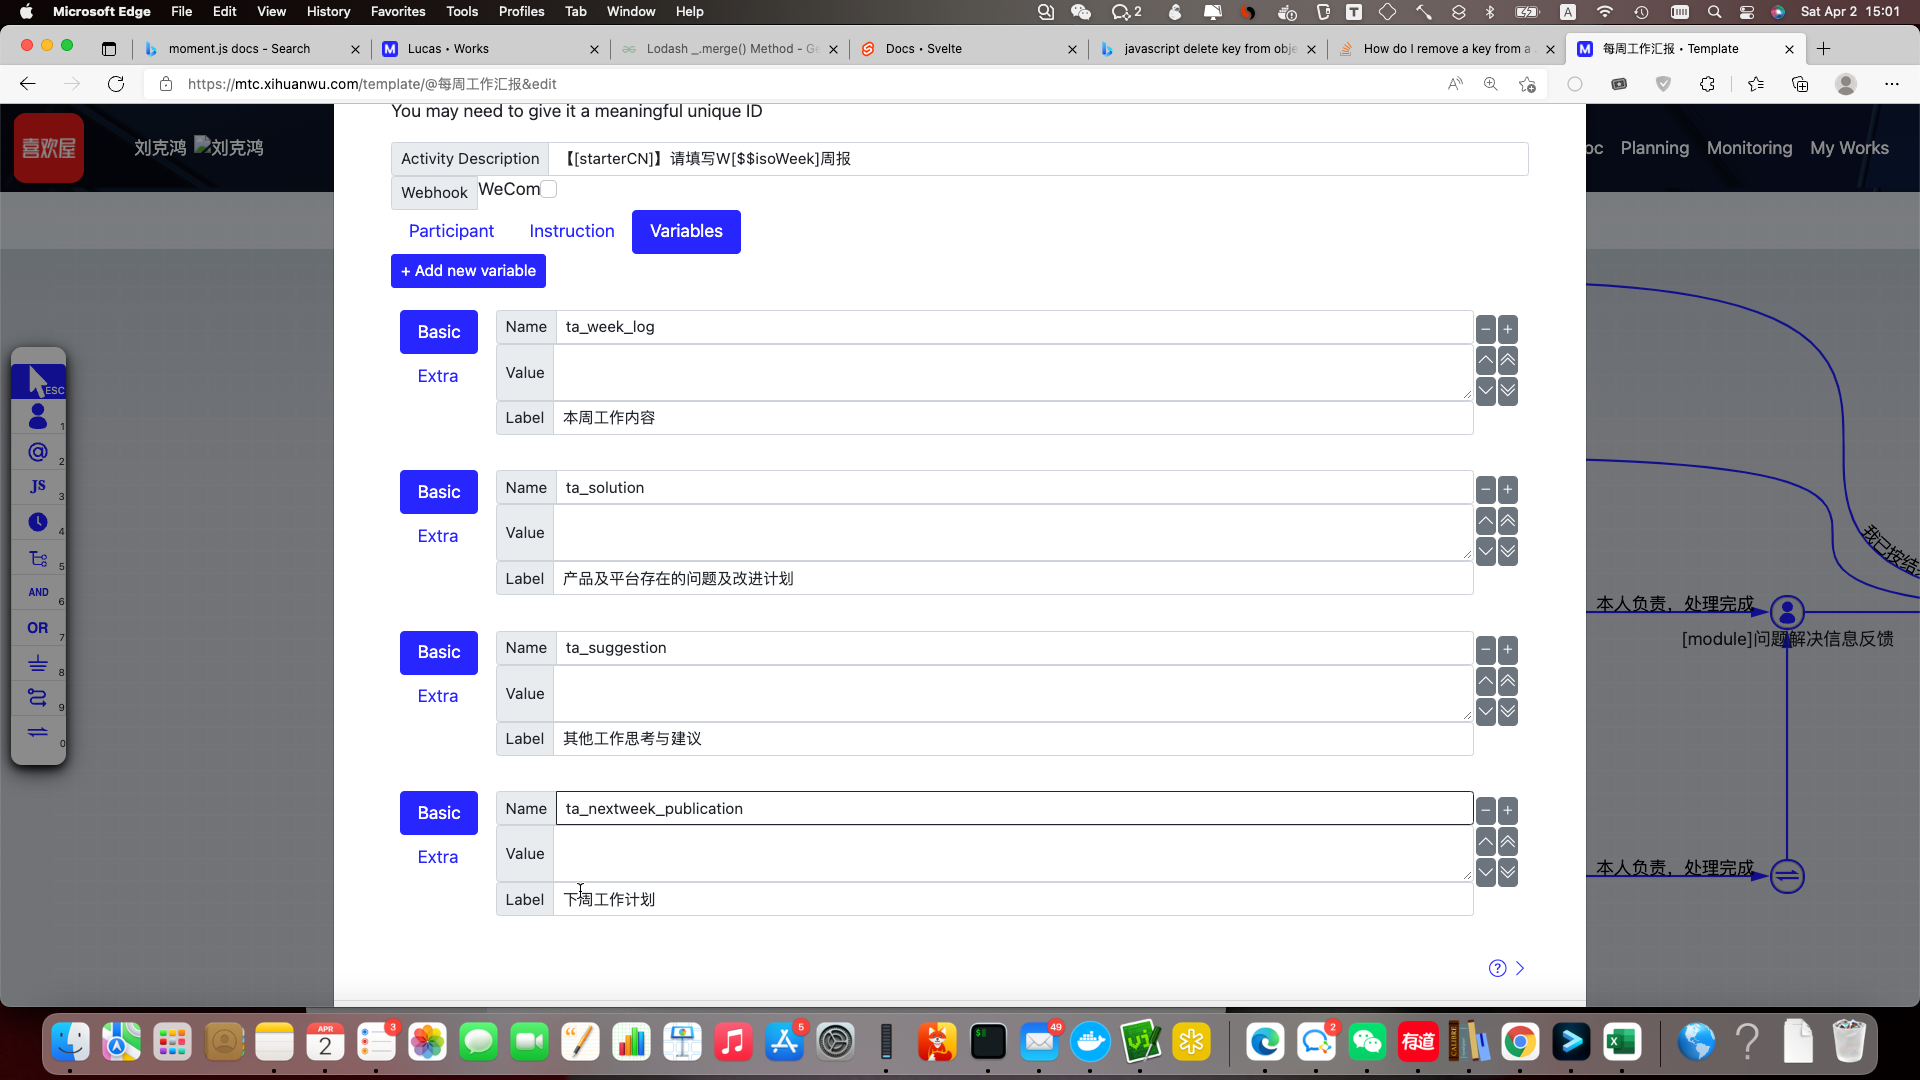 Microsoft Edge File Edit View History Favorites Tools Profiles Tab Window Help 2 A Sat Apr 2 15:01
moment.js docs - Search
Lucas • Works
Lodash _.merge() Method - Ge
Docs • Svelte
javascript delete key from obje
How do I remove a key from a
每周工作汇报 • Template
https://mtc.xihuanwu.com/template/@每周工作汇报&edit
喜欢屋
刘克鸿 刘克鸿
oc Planning Monitoring My Works
You may need to give it a meaningful unique ID
Activity Description 【[starterCN]】请填写W[$$isoWeek]周报
Webhook WeCom
Participant Instruction Variables
+ Add new variable
Basic
Extra
Name ta_week_log
Value
Label 本周工作内容
Basic
Extra
Name ta_solution
Value
Label 产品及平台存在的问题及改进计划
Basic
Extra
Name ta_suggestion
Value
Label 其他工作思考与建议
Basic
Extra
Name ta_nextweek_publication
Value
Label 下周工作计划
ESC
1
@ 2
JS 3
4
5
AND 6
OR 7
8
9
0
我已按结
本人负责，处理完成
[module]问题解决信息反馈
本人负责，处理完成
APR
2
3
5
49
2
有道
CALIBRE